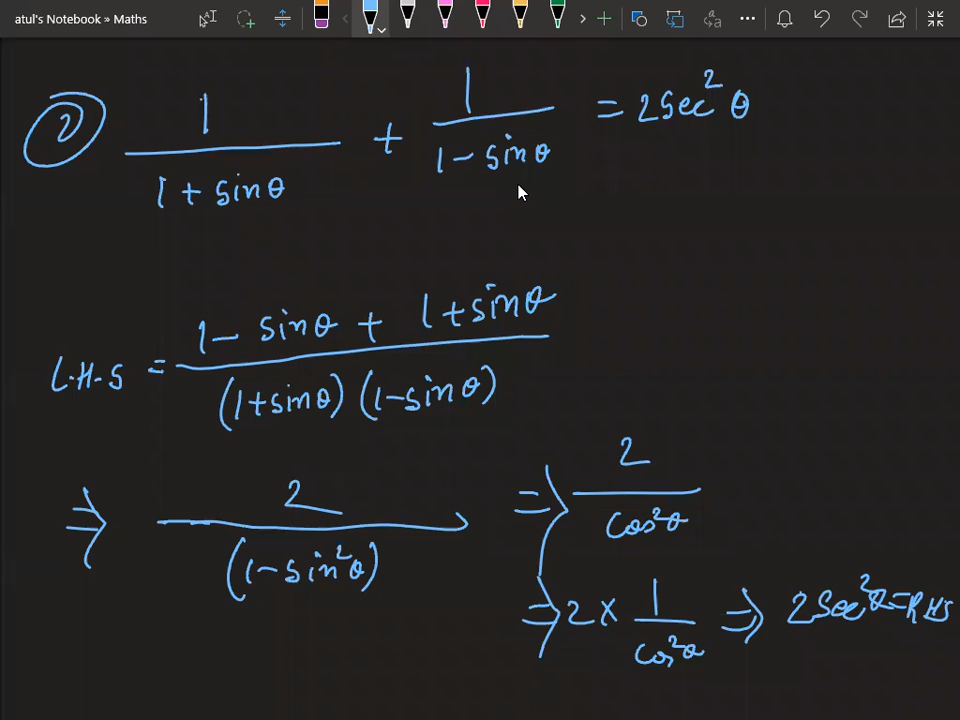 atul's Notebook » Maths
② 1/(1 + sinθ) + 1/(1 - sinθ) = 2sec²θ
L.H-S = (1 - sinθ + 1+sinθ)/((1+sinθ)(1-sinθ))
⇒ 2/(1-sin²θ) ⇒ 2/cos²θ
⇒ 2 × 1/cos²θ ⇒ 2sec²θ=RHS